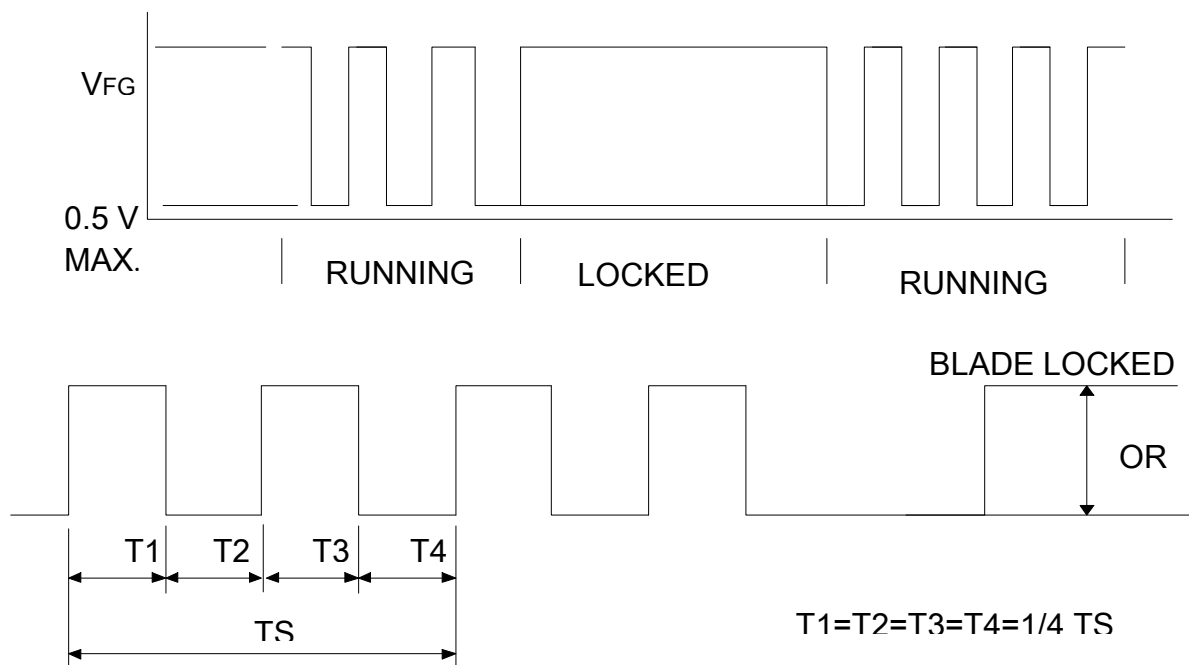 VFG
0.5 V
MAX.
RUNNING
LOCKED
RUNNING
BLADE LOCKED
OR
T1
T2
T3
T4
TS
T1=T2=T3=T4=1/4 TS